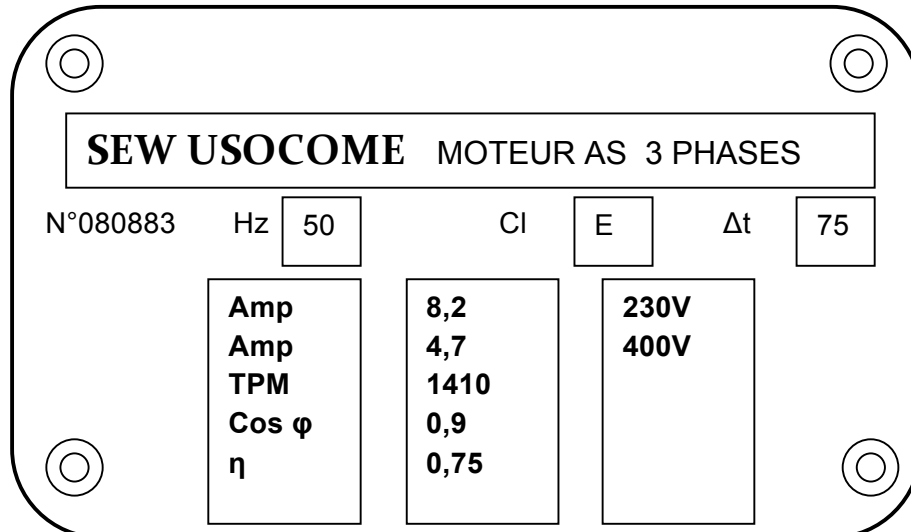 SEW USOCOME MOTEUR AS 3 PHASES
N°080883 Hz 50 Cl E Δt 75
Amp 8,2 230V
Amp 4,7 400V
TPM 1410
Cos φ 0,9
η 0,75